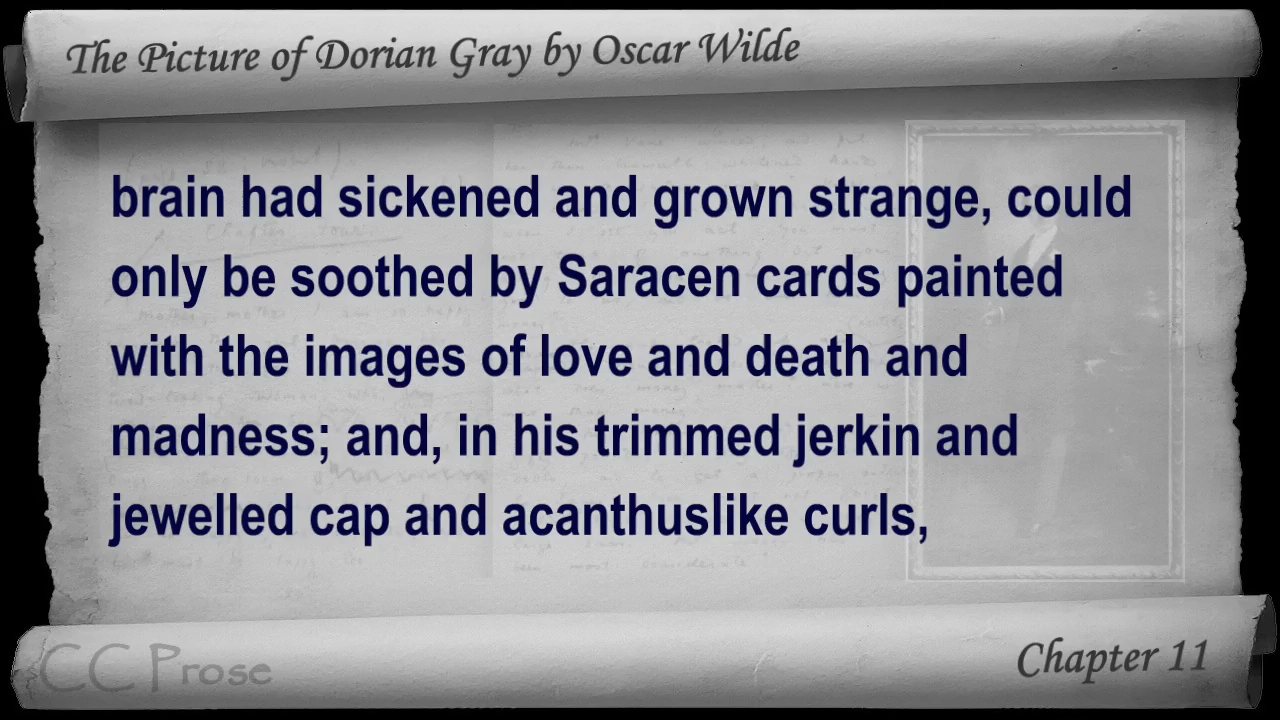 The Picture of Dorian Gray by Oscar Wilde
brain had sickened and grown strange, could
only be soothed by Saracen cards painted
with the images of love and death and
madness; and, in his trimmed jerkin and
jewelled cap and acanthuslike curls,
CC Prose
Chapter 11